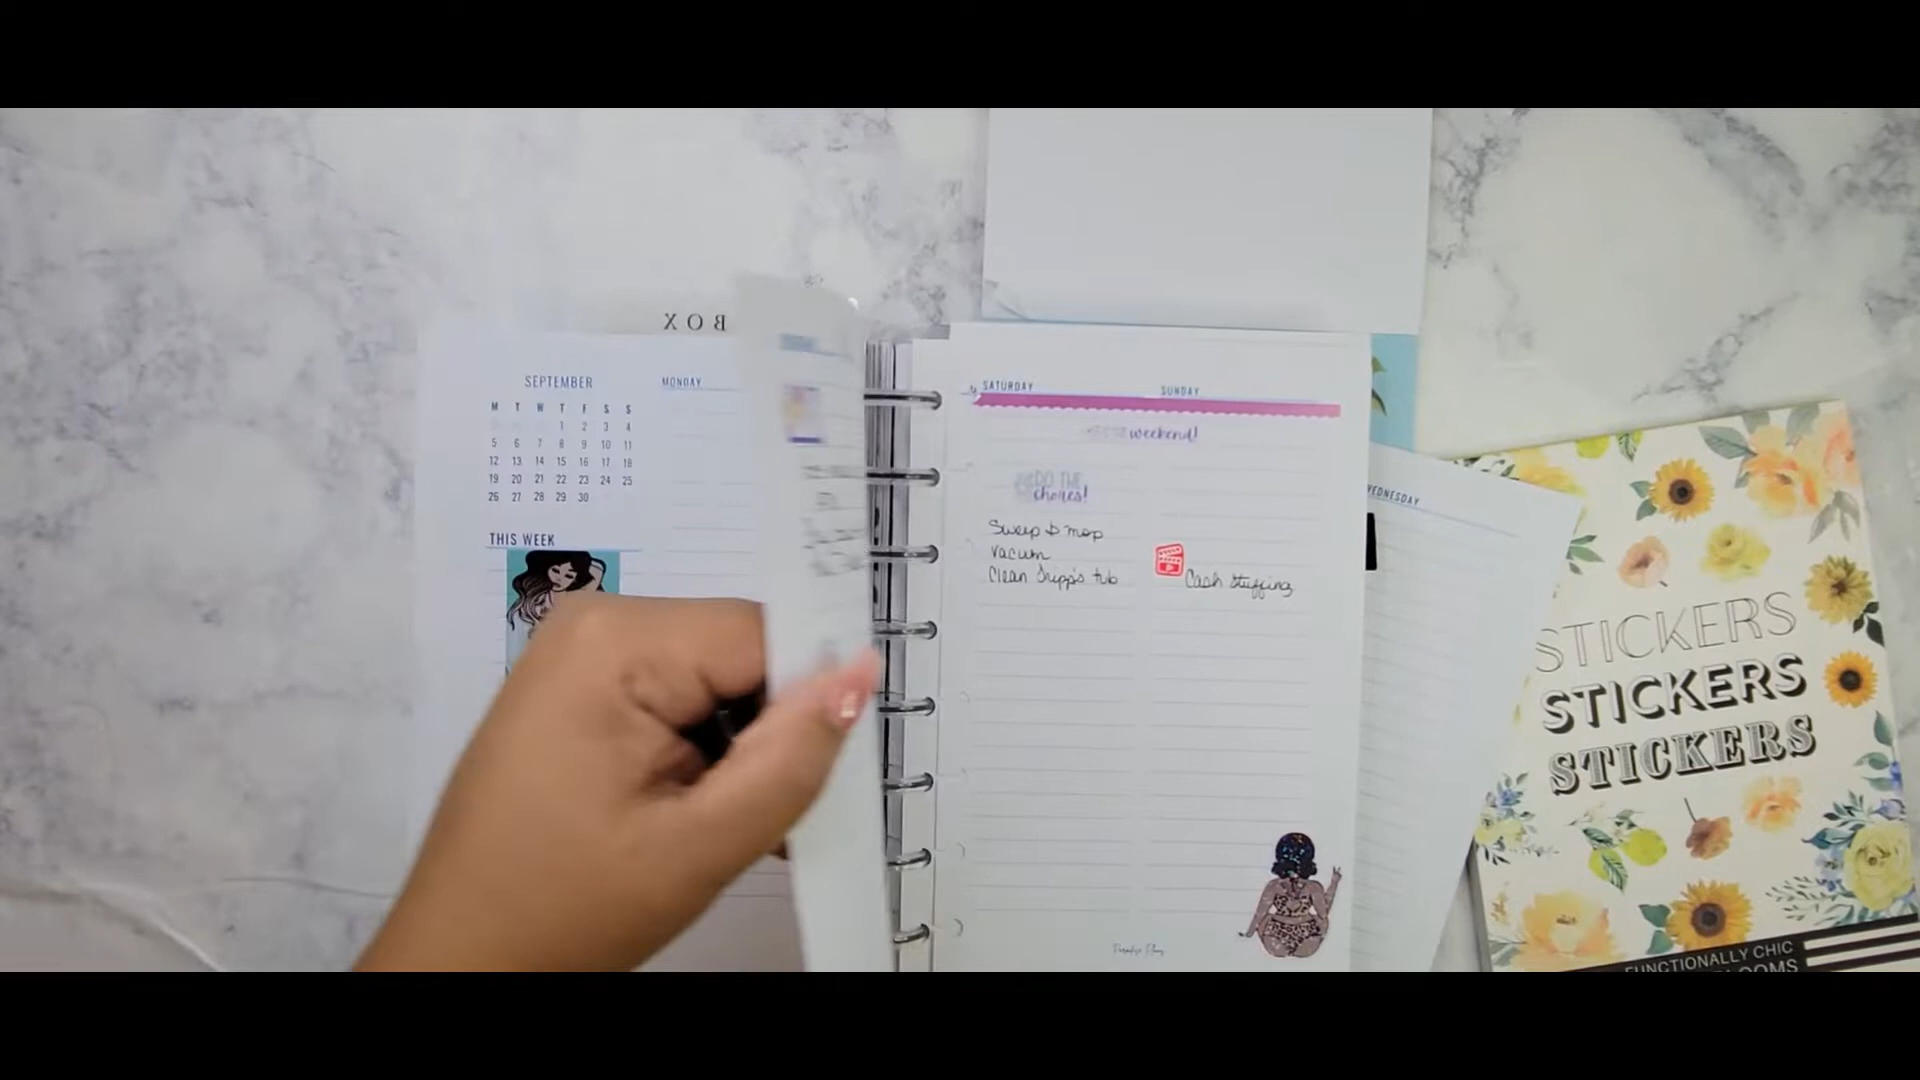 BOX
SEPTEMBER
M T W T F S S
1 2 3 4
5 6 7 8 9 10 11
12 13 14 15 16 17 18
19 20 21 22 23 24 25
26 27 28 29 30
THIS WEEK
MONDAY
SATURDAY
SUNDAY
weekend!
DO THE
chores!
Sweep & mop
Vacum
Clean Tripp's tub
Cash stuffing
WEDNESDAY
STICKERS
STICKERS
STICKERS
FUNCTIONALLY CHIC